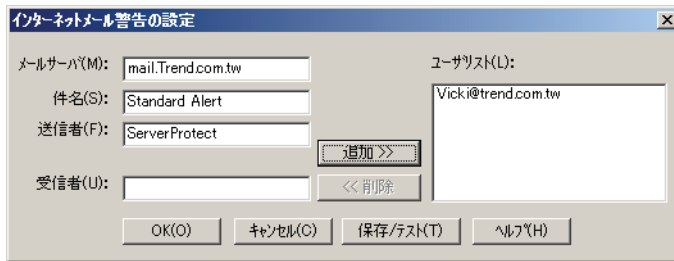 インターネットメール警告の設定
メールサーバ(M): mail.Trend.com.tw
件名(S): Standard Alert
送信者(F): ServerProtect
受信者(U):
追加 >>
<< 削除
ユーザリスト(L):
Vicki@trend.com.tw
OK(O) キャンセル(C) 保存/テスト(T) ヘルプ(H)